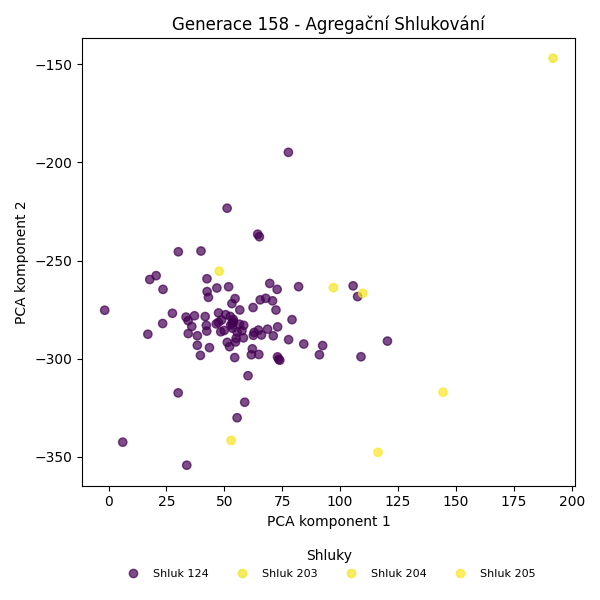 Generace 158 - Agregační Shlukování
PCA komponent 2
−150
−200
−250
−300
−350
0 25 50 75 100 125 150 175 200
PCA komponent 1
Shluky
Shluk 124 Shluk 203 Shluk 204 Shluk 205